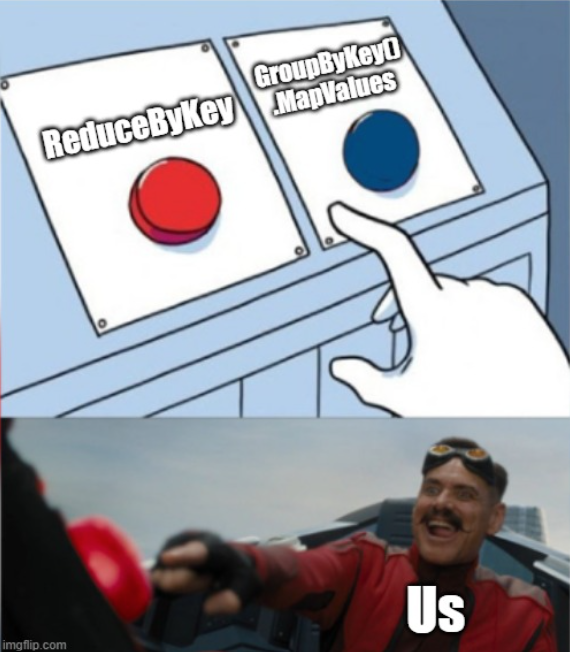 ReduceByKey
GroupByKey()
.MapValues
Us
imgflip.com